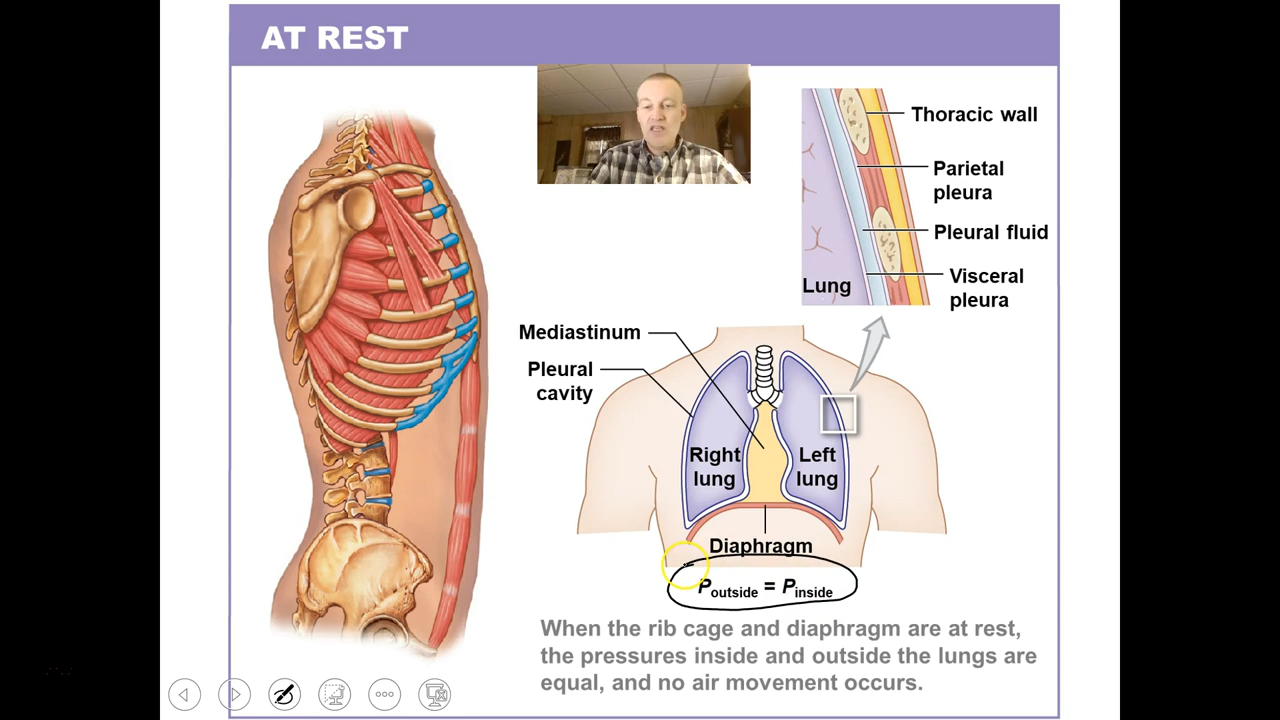 AT REST
Thoracic wall
Parietal
pleura
Pleural fluid
Visceral
pleura
Lung
Mediastinum
Pleural
cavity
Right
lung
Left
lung
Diaphragm
Poutside = Pinside
When the rib cage and diaphragm are at rest,
the pressures inside and outside the lungs are
equal, and no air movement occurs.